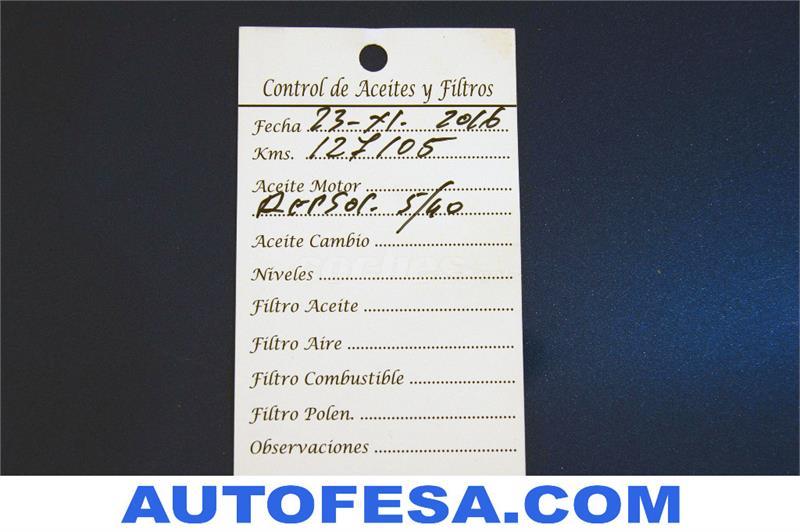 Control de Aceites y Filtros
Fecha 23-XI. 2016
Kms. 127105
Aceite Motor
REPSOL. 5/40
Aceite Cambio
Niveles
Filtro Aceite
Filtro Aire
Filtro Combustible
Filtro Polen.
Observaciones
AUTOFESA.COM